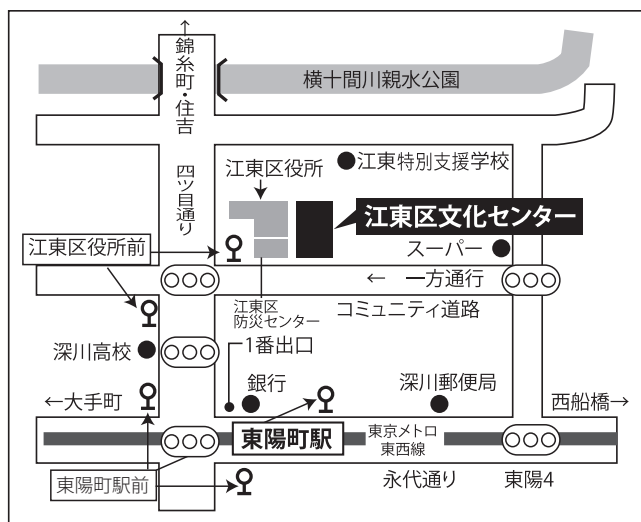 ↑錦糸町・住吉
横十間川親水公園
四ツ目通り
江東区役所
江東特別支援学校
江東区文化センター
スーパー
江東区役所前
← 一方通行
江東区
防災センター
コミュニティ道路
1番出口
深川高校
銀行
深川郵便局
←大手町
西船橋→
東陽町駅
東京メトロ
東西線
東陽町駅前
永代通り
東陽4